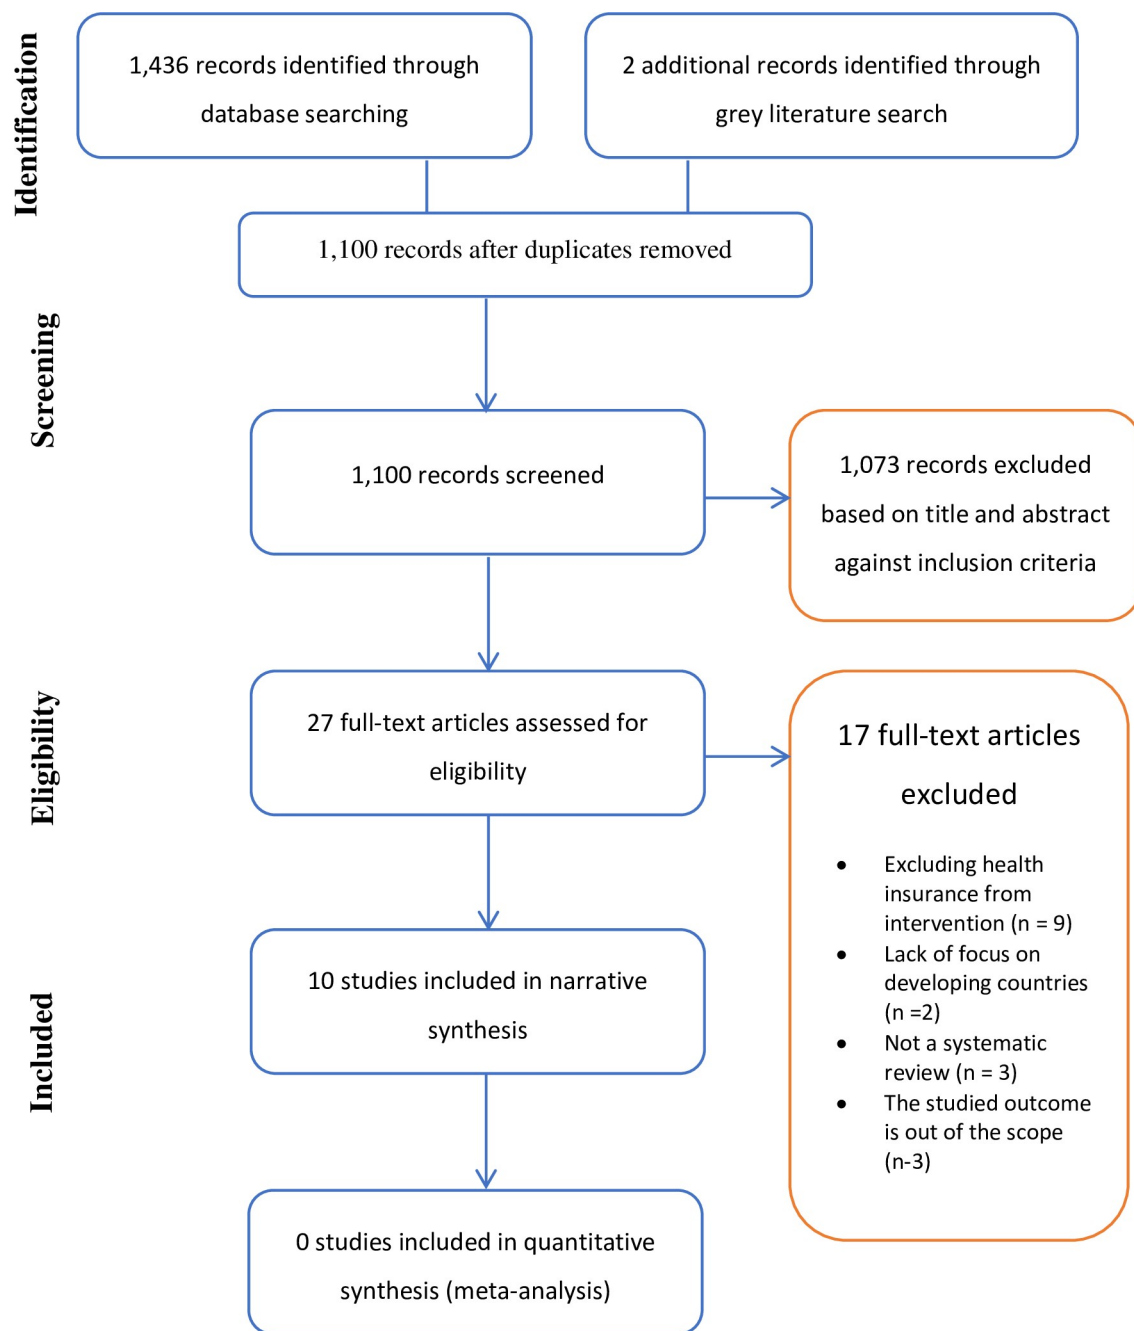 Identification
1,436 records identified through
database searching
2 additional records identified through
grey literature search
1,100 records after duplicates removed
Screening
1,100 records screened
1,073 records excluded
based on title and abstract
against inclusion criteria
Eligibility
27 full-text articles assessed for
eligibility
17 full-text articles
excluded
• Excluding health
insurance from
intervention (n = 9)
• Lack of focus on
developing countries
(n =2)
• Not a systematic
review (n = 3)
• The studied outcome
is out of the scope
(n-3)
Included
10 studies included in narrative
synthesis
0 studies included in quantitative
synthesis (meta-analysis)